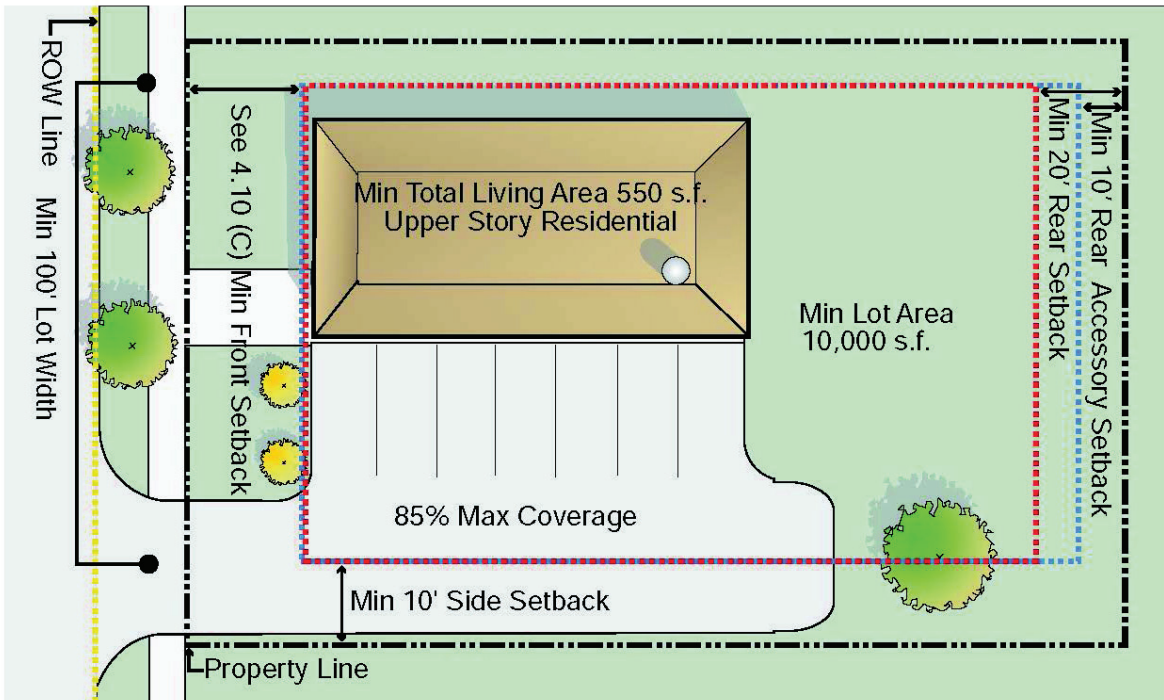 ROW Line
Min 100' Lot Width
See 4.10 (C) Min Front Setback
Min Total Living Area 550 s.f.
Upper Story Residential
Min Lot Area
10,000 s.f.
Min 20' Rear Setback
Min 10' Rear Accessory Setback
85% Max Coverage
Min 10' Side Setback
Property Line